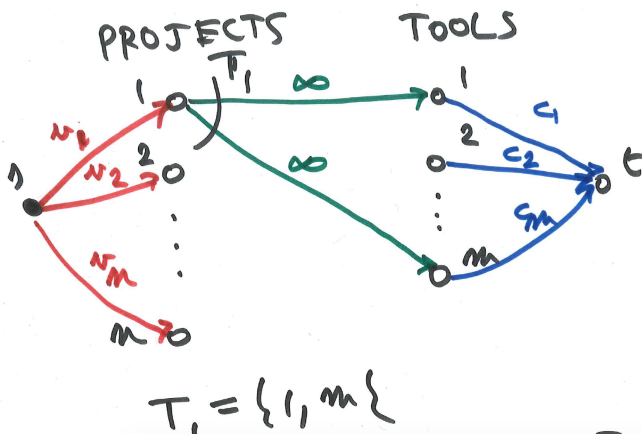 PROJECTS TOOLS
T₁
1 ∞ 1
v₁ 2 ∞ 2 c₁
s v₂ c₂ t
vₙ m cₘ
n
T₁ = {1, m}